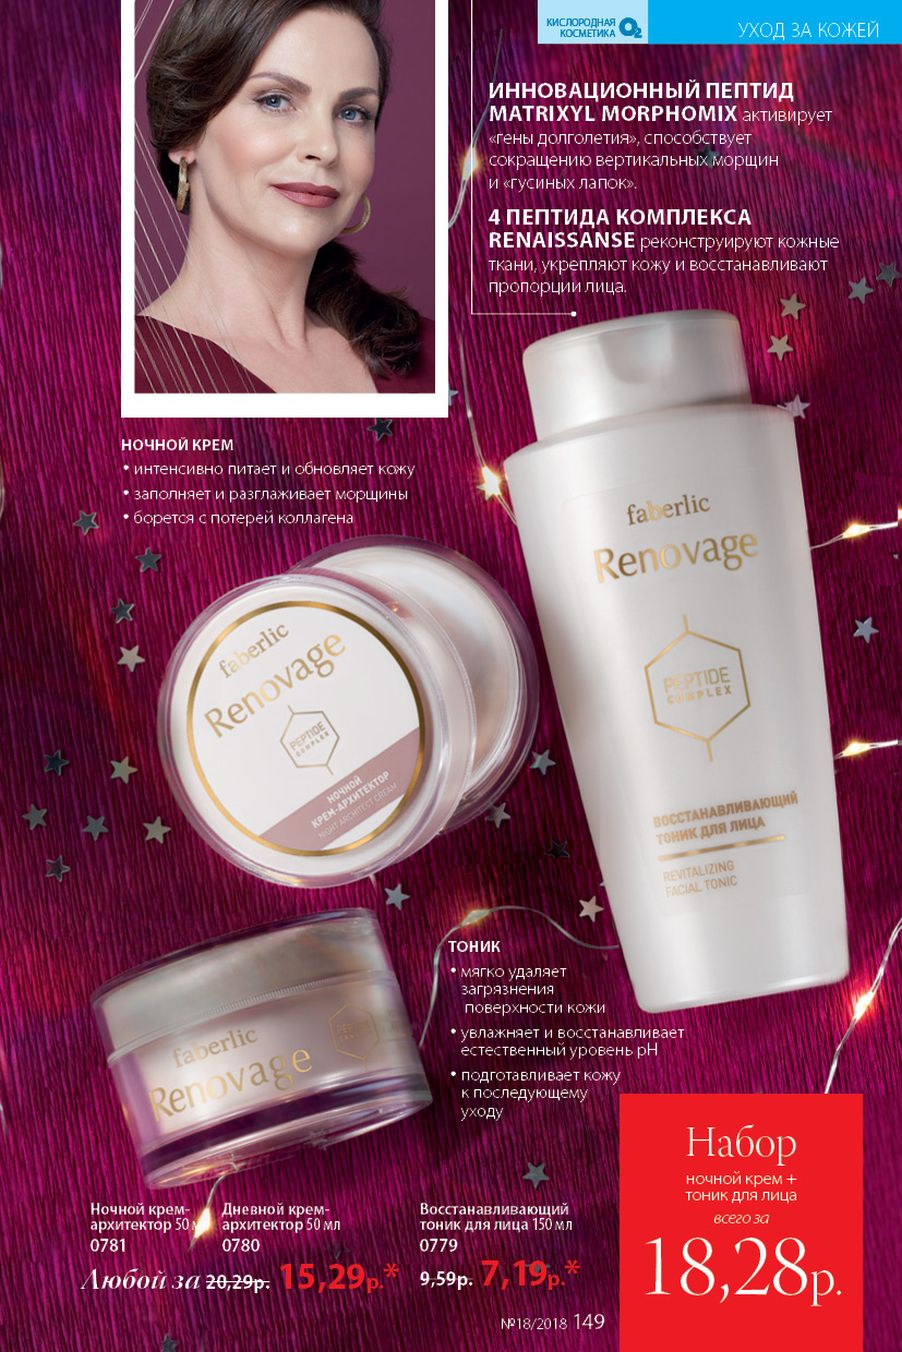 КИСЛОРОДНАЯ
КОСМЕТИКА O2
УХОД ЗА КОЖЕЙ
ИННОВАЦИОННЫЙ ПЕПТИД
MATRIXYL MORPHOMIX активирует
«гены долголетия», способствует
сокращению вертикальных морщин
и «гусиных лапок».
4 ПЕПТИДА КОМПЛЕКСА
RENAISSANSE реконструируют кожные
ткани, укрепляют кожу и восстанавливают
пропорции лица.
НОЧНОЙ КРЕМ
• интенсивно питает и обновляет кожу
• заполняет и разглаживает морщины
• борется с потерей коллагена
faberlic
Renovage
PEPTIDE
COMPLEX
ВОССТАНАВЛИВАЮЩИЙ
ТОНИК ДЛЯ ЛИЦА
REVITALIZING
FACIAL TONIC
faberlic
Renovage
PEPTIDE
COMPLEX
НОЧНОЙ
КРЕМ-АРХИТЕКТОР
NIGHT ARCHITECT CREAM
faberlic
Renovage
PEPTIDE
COMPLEX
ТОНИК
• мягко удаляет
загрязнения
поверхности кожи
• увлажняет и восстанавливает
естественный уровень pH
• подготавливает кожу
к последующему
уходу
Набор
ночной крем +
тоник для лица
всего за
18,28р.
Ночной крем-
архитектор 50 мл
0781
Дневной крем-
архитектор 50 мл
0780
Любой за 20,29р. 15,29р.*
Восстанавливающий
тоник для лица 150 мл
0779
9,59р. 7,19р.*
№18/2018 149